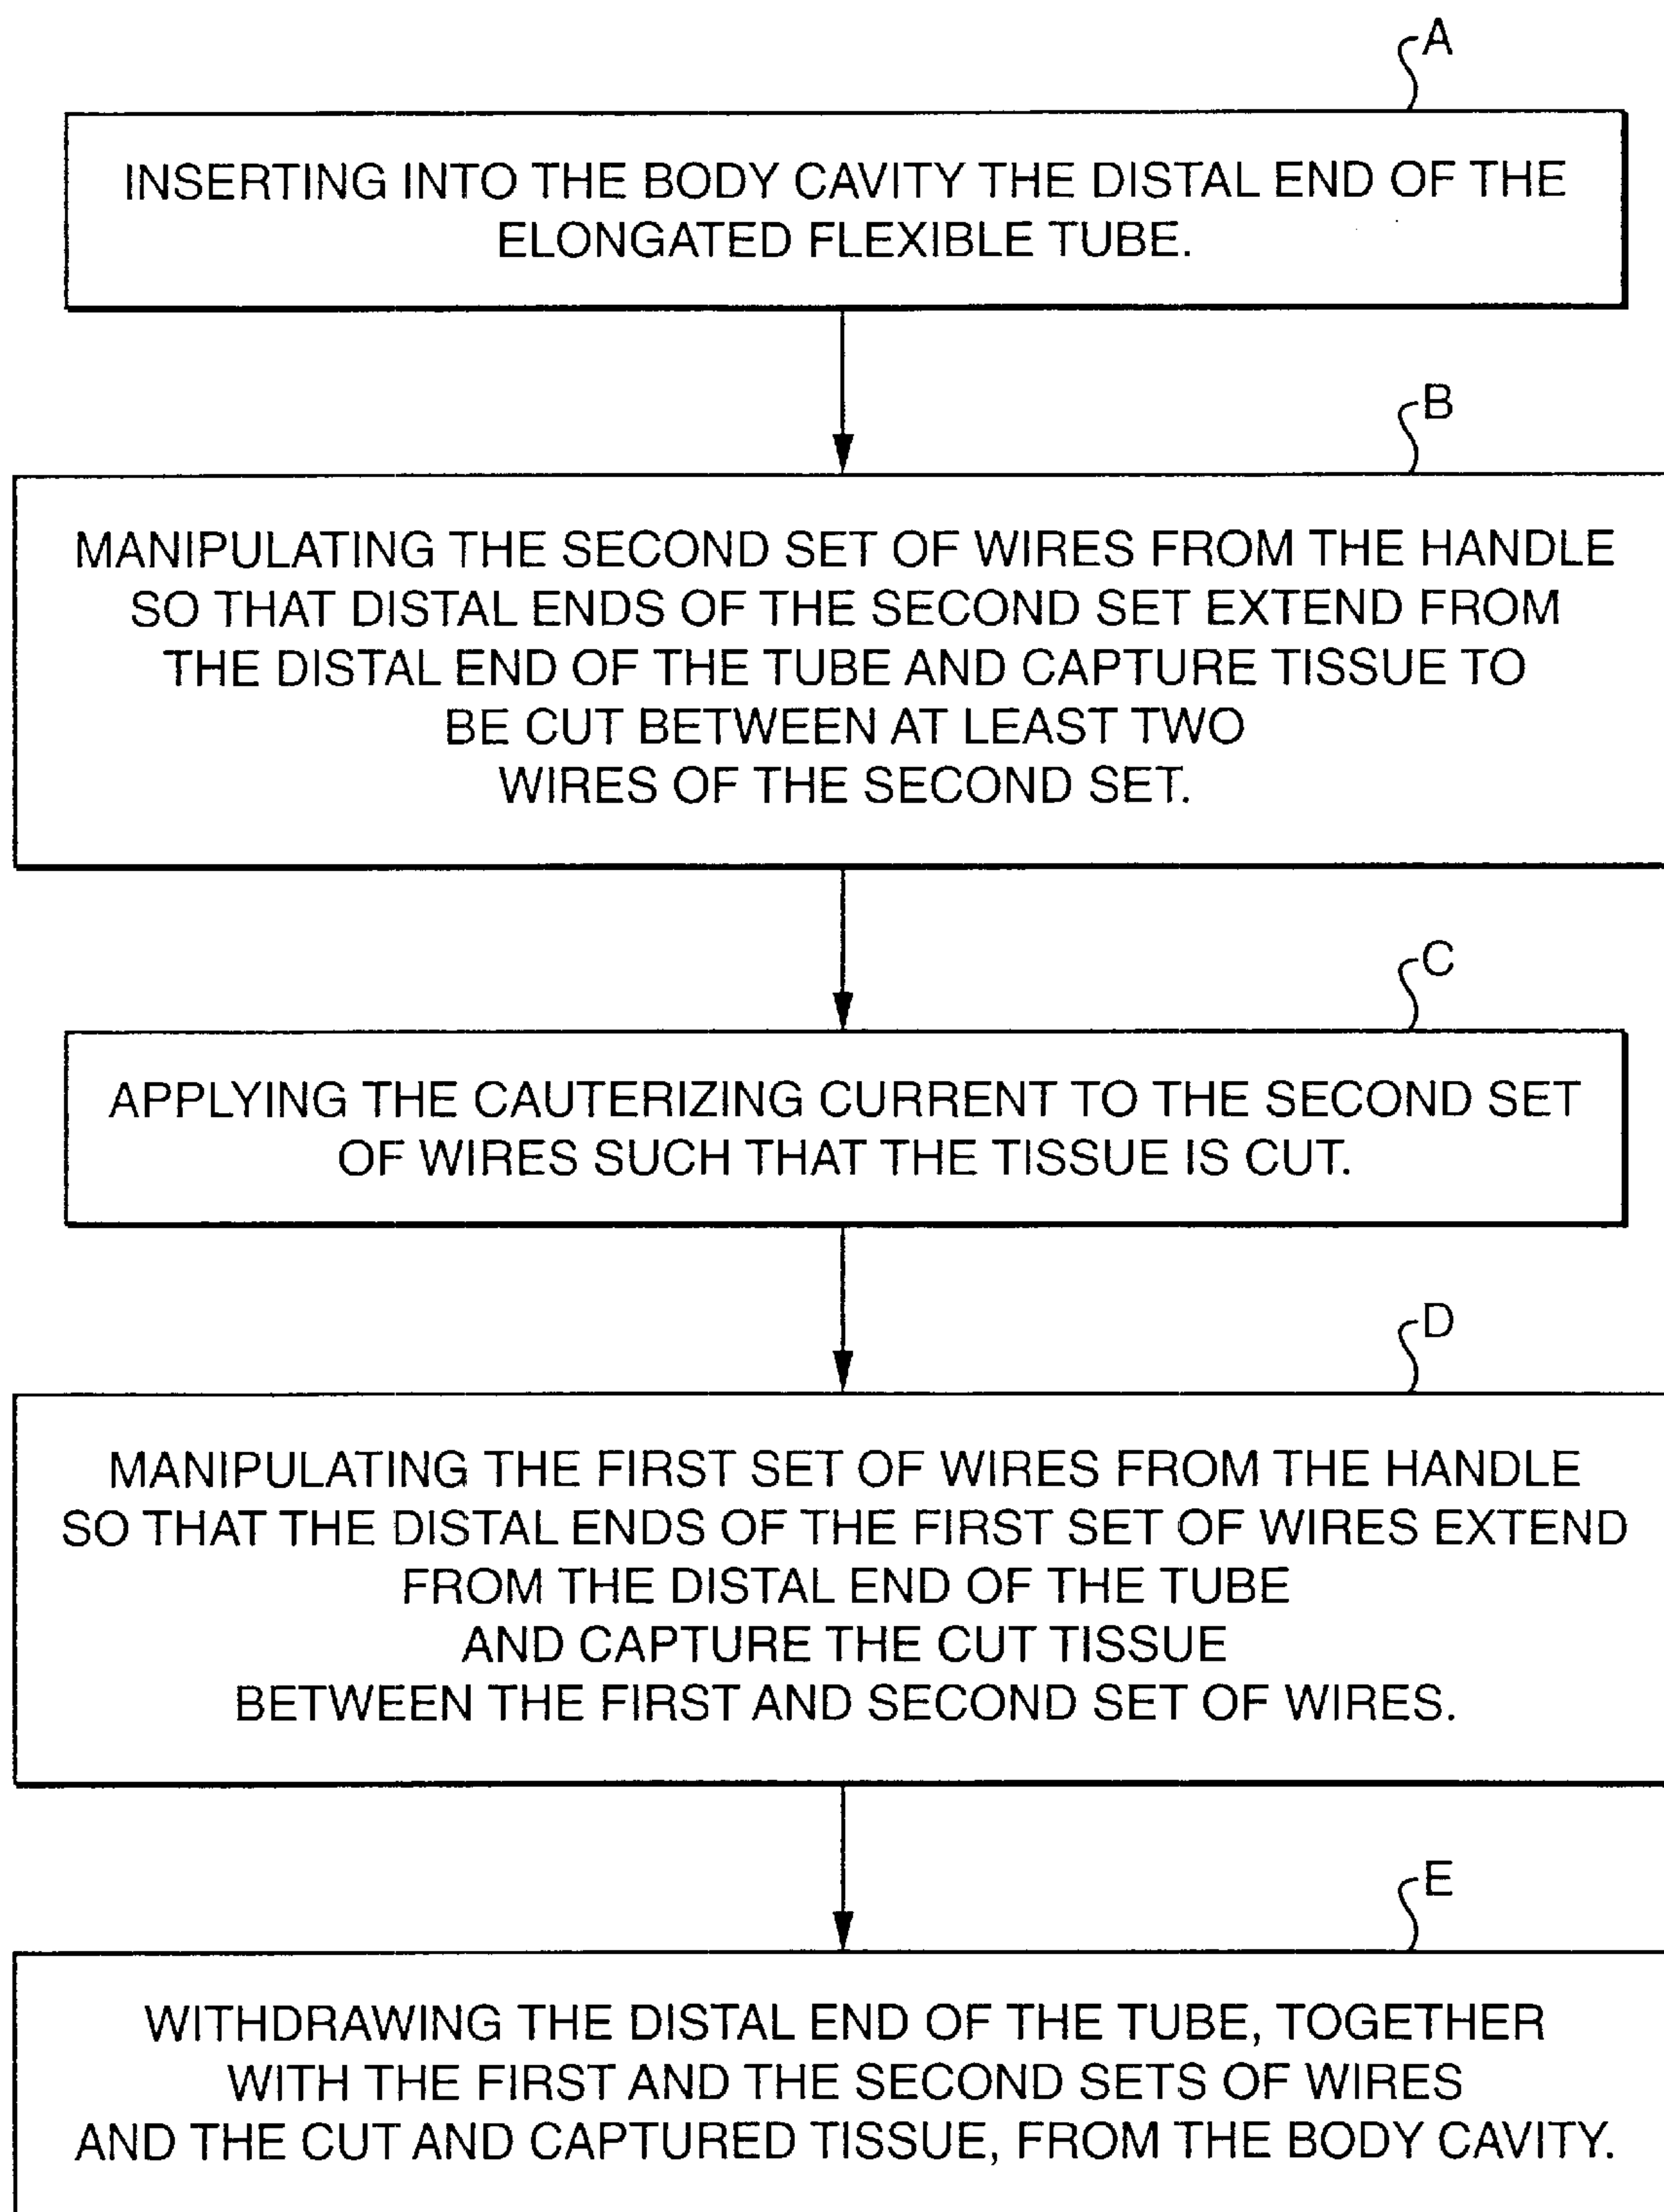 A
INSERTING INTO THE BODY CAVITY THE DISTAL END OF THE
ELONGATED FLEXIBLE TUBE.
B
MANIPULATING THE SECOND SET OF WIRES FROM THE HANDLE
SO THAT DISTAL ENDS OF THE SECOND SET EXTEND FROM
THE DISTAL END OF THE TUBE AND CAPTURE TISSUE TO
BE CUT BETWEEN AT LEAST TWO
WIRES OF THE SECOND SET.
C
APPLYING THE CAUTERIZING CURRENT TO THE SECOND SET
OF WIRES SUCH THAT THE TISSUE IS CUT.
D
MANIPULATING THE FIRST SET OF WIRES FROM THE HANDLE
SO THAT THE DISTAL ENDS OF THE FIRST SET OF WIRES EXTEND
FROM THE DISTAL END OF THE TUBE
AND CAPTURE THE CUT TISSUE
BETWEEN THE FIRST AND SECOND SET OF WIRES.
E
WITHDRAWING THE DISTAL END OF THE TUBE, TOGETHER
WITH THE FIRST AND THE SECOND SETS OF WIRES
AND THE CUT AND CAPTURED TISSUE, FROM THE BODY CAVITY.